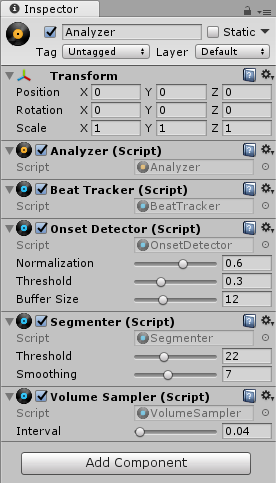 Inspector
Analyzer Static
Tag Untagged Layer Default
Transform
Position X 0 Y 0 Z 0
Rotation X 0 Y 0 Z 0
Scale X 1 Y 1 Z 1
Analyzer (Script)
Script Analyzer
Beat Tracker (Script)
Script BeatTracker
Onset Detector (Script)
Script OnsetDetector
Normalization 0.6
Threshold 0.3
Buffer Size 12
Segmenter (Script)
Script Segmenter
Threshold 22
Smoothing 7
Volume Sampler (Script)
Script VolumeSampler
Interval 0.04
Add Component